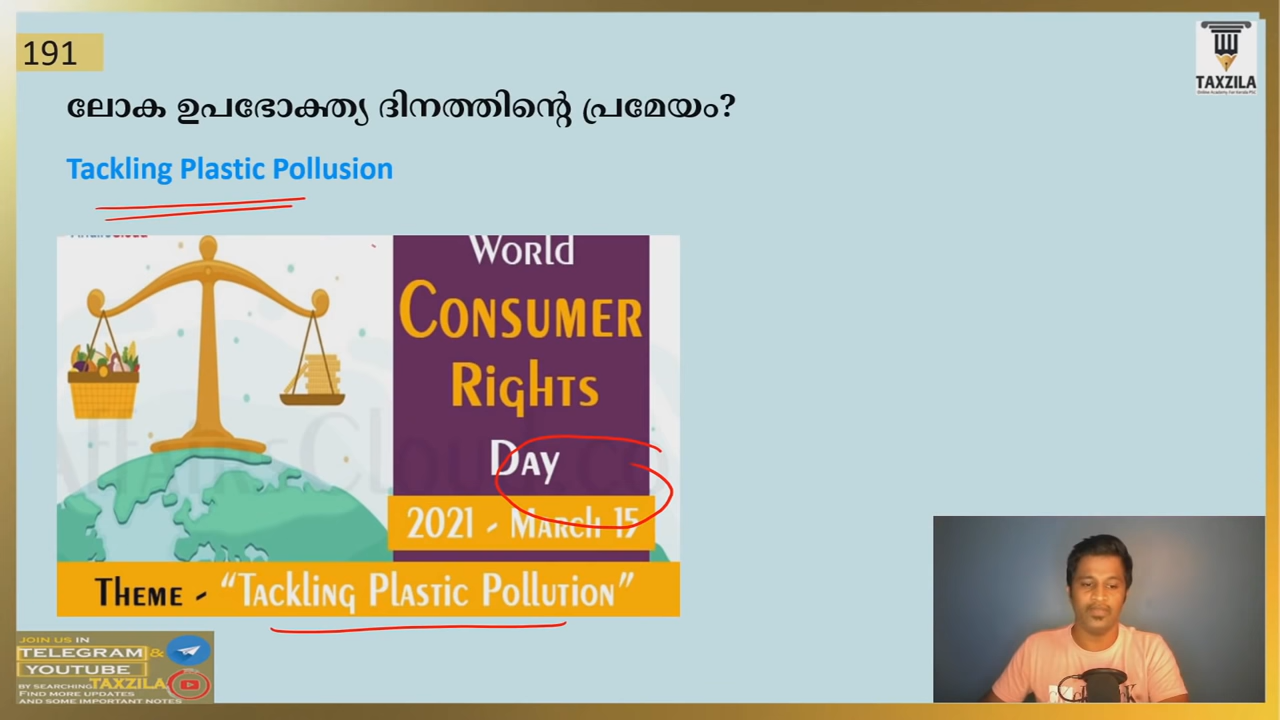 191
TAXZILA
ലോക ഉപഭോക്ത്യ ദിനത്തിന്റെ പ്രമേയം?
Tackling Plastic Pollusion
World
Consumer
Rights
Day
2021 - March 15
Theme - “Tackling Plastic Pollution”
JOIN US IN
TELEGRAM &
YOUTUBE
BY SEARCHING TAXZILA
FIND MORE UPDATES
AND SOME IMPORTANT NOTES